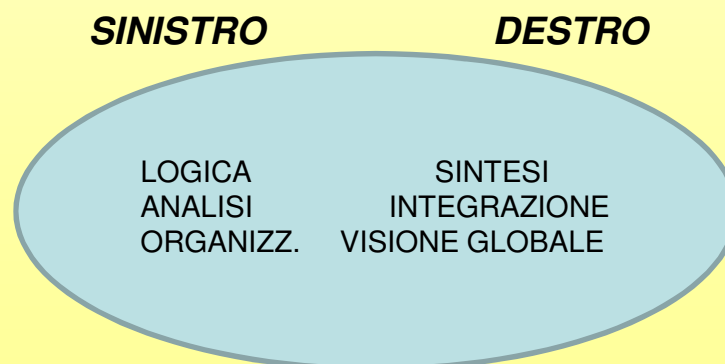 SINISTRO DESTRO
LOGICA SINTESI
ANALISI INTEGRAZIONE
ORGANIZZ. VISIONE GLOBALE